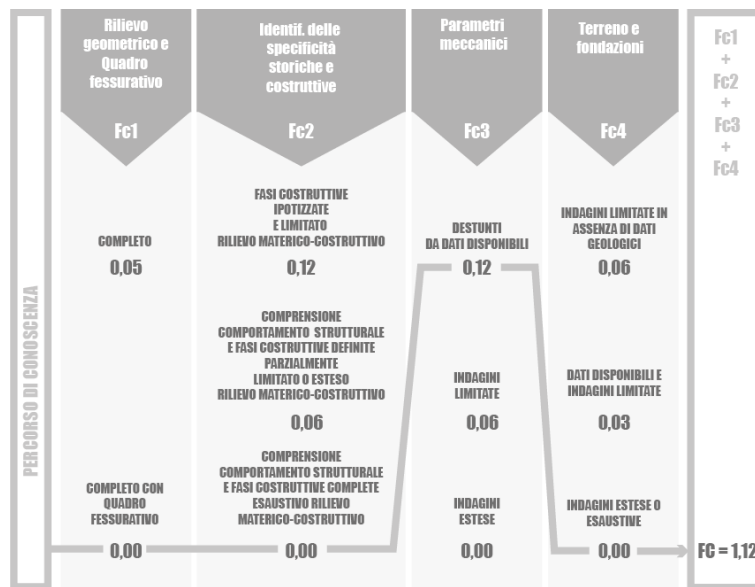 PERCORSO DI CONOSCENZA
Rilievo
geometrico e
Quadro
fessurativo
Fc1
COMPLETO
0,05
COMPLETO CON
QUADRO
FESSURATIVO
0,00
Identif. delle
specificità
storiche e
costruttive
Fc2
FASI COSTRUTTIVE
IPOTIZZATE
E LIMITATO
RILIEVO MATERICO-COSTRUTTIVO
0,12
COMPRENSIONE
COMPORTAMENTO STRUTTURALE
E FASI COSTRUTTIVE DEFINITE
PARZIALMENTE
LIMITATO O ESTESO
RILIEVO MATERICO-COSTRUTTIVO
0,06
COMPRENSIONE
COMPORTAMENTO STRUTTURALE
E FASI COSTRUTTIVE COMPLETE
ESAUSTIVO RILIEVO
MATERICO-COSTRUTTIVO
0,00
Parametri
meccanici
Fc3
DESTUNTI
DA DATI DISPONIBILI
0,12
INDAGINI
LIMITATE
0,06
INDAGINI
ESTESE
0,00
Terreno e
fondazioni
Fc4
INDAGINI LIMITATE IN
ASSENZA DI DATI
GEOLOGICI
0,06
DATI DISPONIBILI E
INDAGINI LIMITATE
0,03
INDAGINI ESTESE O
ESAUSTIVE
0,00
Fc1
+
Fc2
+
Fc3
+
Fc4
FC = 1,12